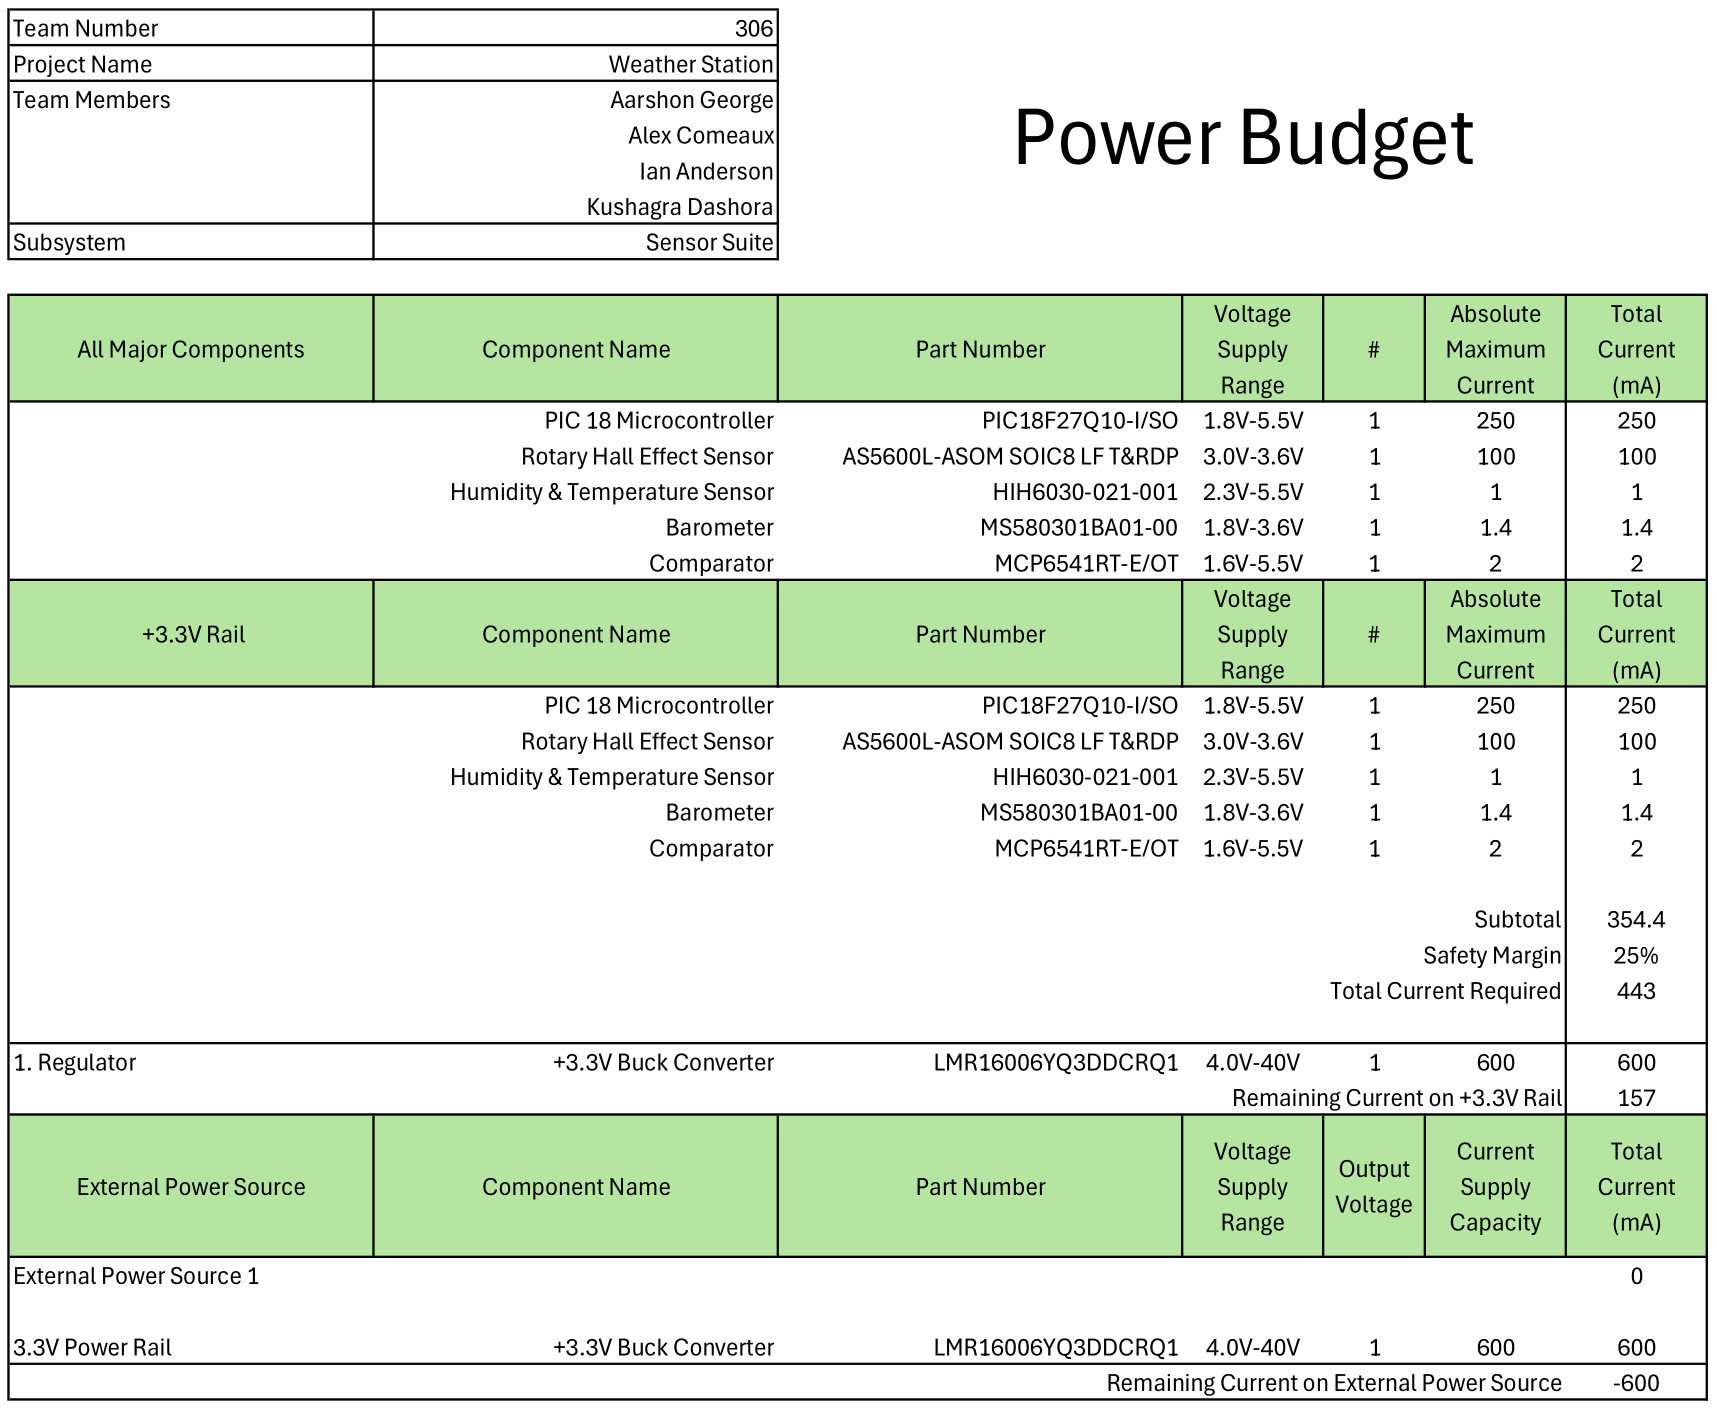 Team Number 306
Project Name Weather Station
Team Members Aarshon George
Alex Comeaux
Ian Anderson
Kushagra Dashora
Subsystem Sensor Suite
Power Budget
All Major Components Component Name Part Number Voltage Supply Range # Absolute Maximum Current Total Current (mA)
PIC 18 Microcontroller PIC18F27Q10-I/SO 1.8V-5.5V 1 250 250
Rotary Hall Effect Sensor AS5600L-ASOM SOIC8 LF T&RDP 3.0V-3.6V 1 100 100
Humidity & Temperature Sensor HIH6030-021-001 2.3V-5.5V 1 1 1
Barometer MS580301BA01-00 1.8V-3.6V 1 1.4 1.4
Comparator MCP6541RT-E/OT 1.6V-5.5V 1 2 2
+3.3V Rail Component Name Part Number Voltage Supply Range # Absolute Maximum Current Total Current (mA)
PIC 18 Microcontroller PIC18F27Q10-I/SO 1.8V-5.5V 1 250 250
Rotary Hall Effect Sensor AS5600L-ASOM SOIC8 LF T&RDP 3.0V-3.6V 1 100 100
Humidity & Temperature Sensor HIH6030-021-001 2.3V-5.5V 1 1 1
Barometer MS580301BA01-00 1.8V-3.6V 1 1.4 1.4
Comparator MCP6541RT-E/OT 1.6V-5.5V 1 2 2
Subtotal 354.4
Safety Margin 25%
Total Current Required 443
1. Regulator +3.3V Buck Converter LMR16006YQ3DDCRQ1 4.0V-40V 1 600 600
Remaining Current on +3.3V Rail 157
External Power Source Component Name Part Number Voltage Supply Range Output Voltage Current Supply Capacity Total Current (mA)
External Power Source 1 0
3.3V Power Rail +3.3V Buck Converter LMR16006YQ3DDCRQ1 4.0V-40V 1 600 600
Remaining Current on External Power Source -600